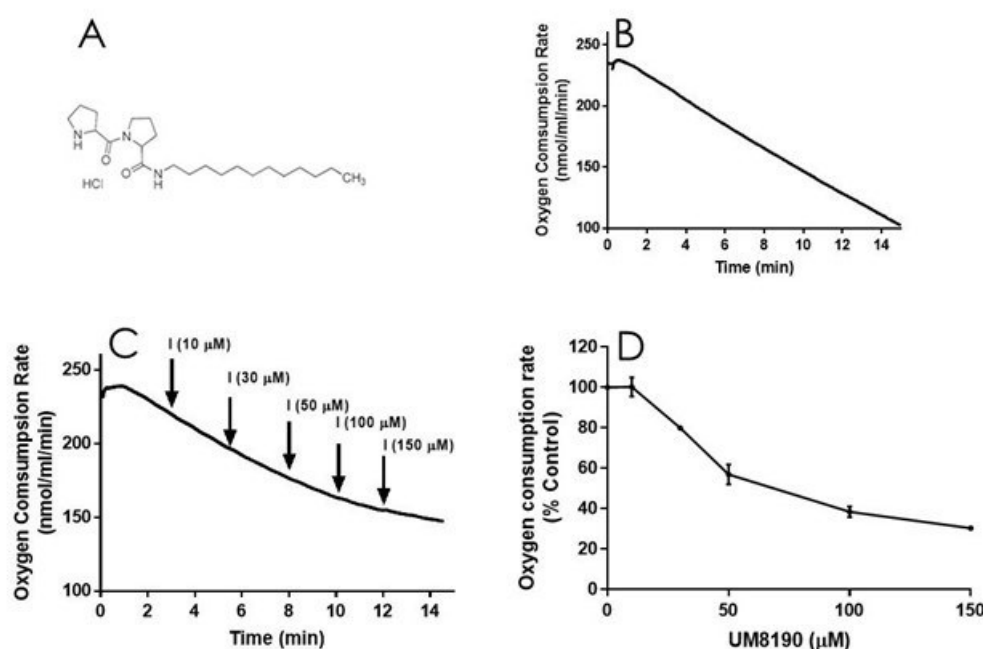 A
NH
N
O
O
N
H
CH3
HCl
B
Oxygen Comsumpsion Rate
(nmol/ml/min)
250
200
150
100
0 2 4 6 8 10 12 14
Time (min)
C
Oxygen Comsumpsion Rate
(nmol/ml/min)
250
200
150
100
I (10 μM)
I (30 μM)
I (50 μM)
I (100 μM)
I (150 μM)
0 2 4 6 8 10 12 14
Time (min)
D
Oxygen consumption rate
(% Control)
120
100
80
60
40
20
0
0 50 100 150
UM8190 (μM)